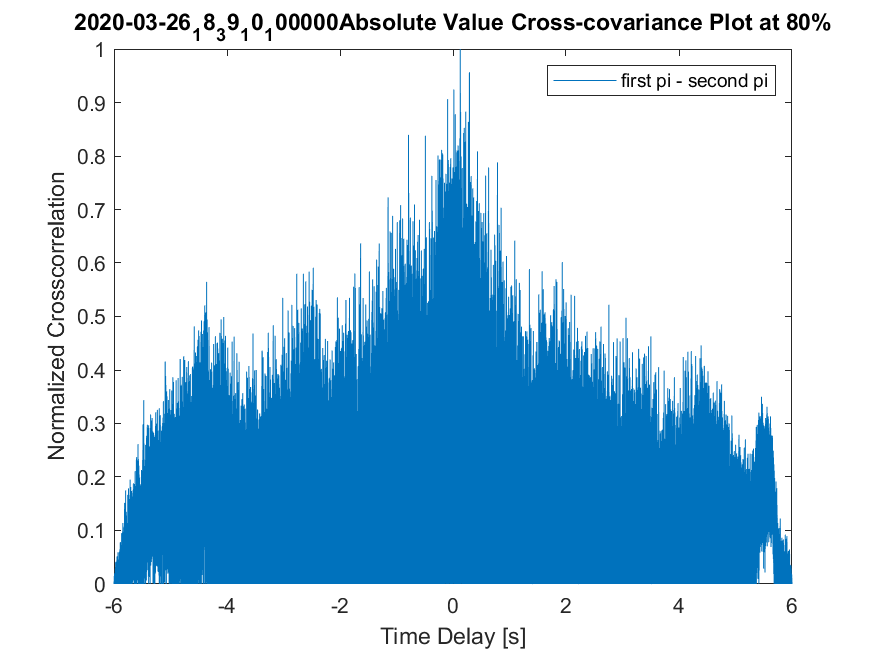 2020-03-26₁8₃9₁0₁00000Absolute Value Cross-covariance Plot at 80%
first pi - second pi
Normalized Crosscorrelation
1
0.9
0.8
0.7
0.6
0.5
0.4
0.3
0.2
0.1
0
-6 -4 -2 0 2 4 6
Time Delay [s]